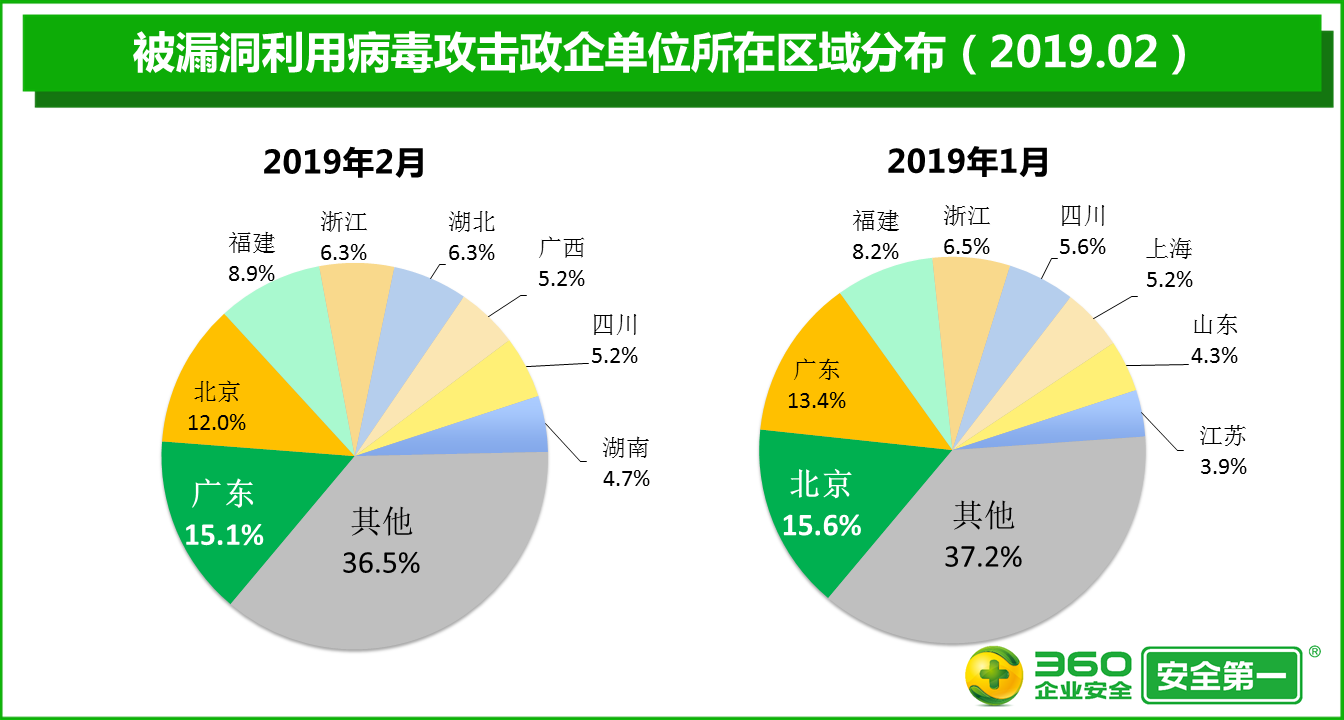 被漏洞利用病毒攻击政企单位所在区域分布（2019.02）
2019年2月
浙江
6.3%
湖北
6.3%
福建
8.9%
广西
5.2%
四川
5.2%
北京
12.0%
湖南
4.7%
广东
15.1%
其他
36.5%
2019年1月
浙江
6.5%
四川
5.6%
福建
8.2%
上海
5.2%
山东
4.3%
广东
13.4%
江苏
3.9%
北京
15.6%
其他
37.2%
360
企业安全
安全第一
®